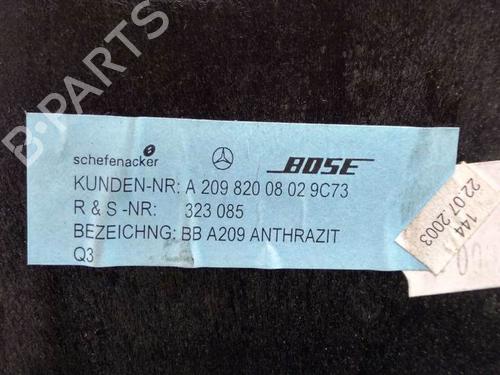 schefenacker BOSE
KUNDEN-NR: A 209 820 08 02 9C73
R & S -NR: 323 085
BEZEICHNG: BB A209 ANTHRAZIT
Q3
144
22.07.2003
B-PARTS